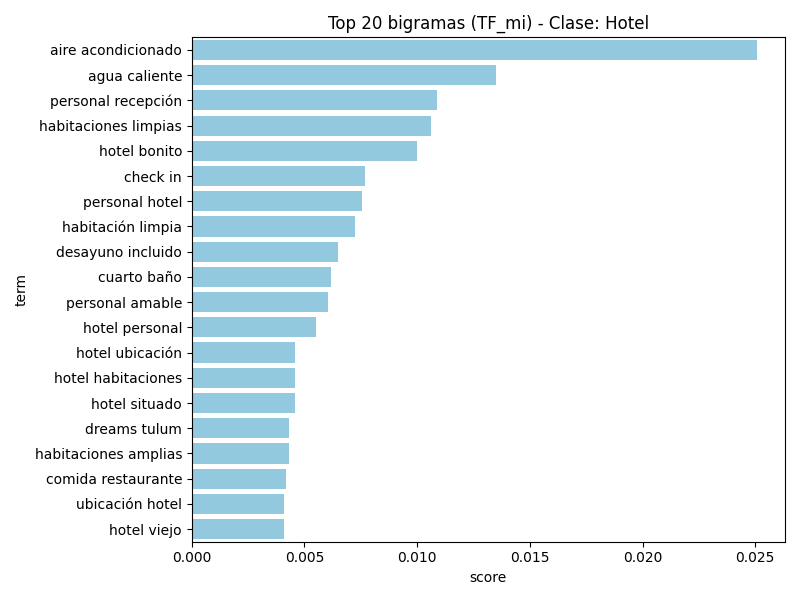 Top 20 bigramas (TF_mi) - Clase: Hotel
aire acondicionado
agua caliente
personal recepción
habitaciones limpias
hotel bonito
check in
personal hotel
habitación limpia
desayuno incluido
cuarto baño
personal amable
hotel personal
hotel ubicación
hotel habitaciones
hotel situado
dreams tulum
habitaciones amplias
comida restaurante
ubicación hotel
hotel viejo
term
0.000 0.005 0.010 0.015 0.020 0.025
score